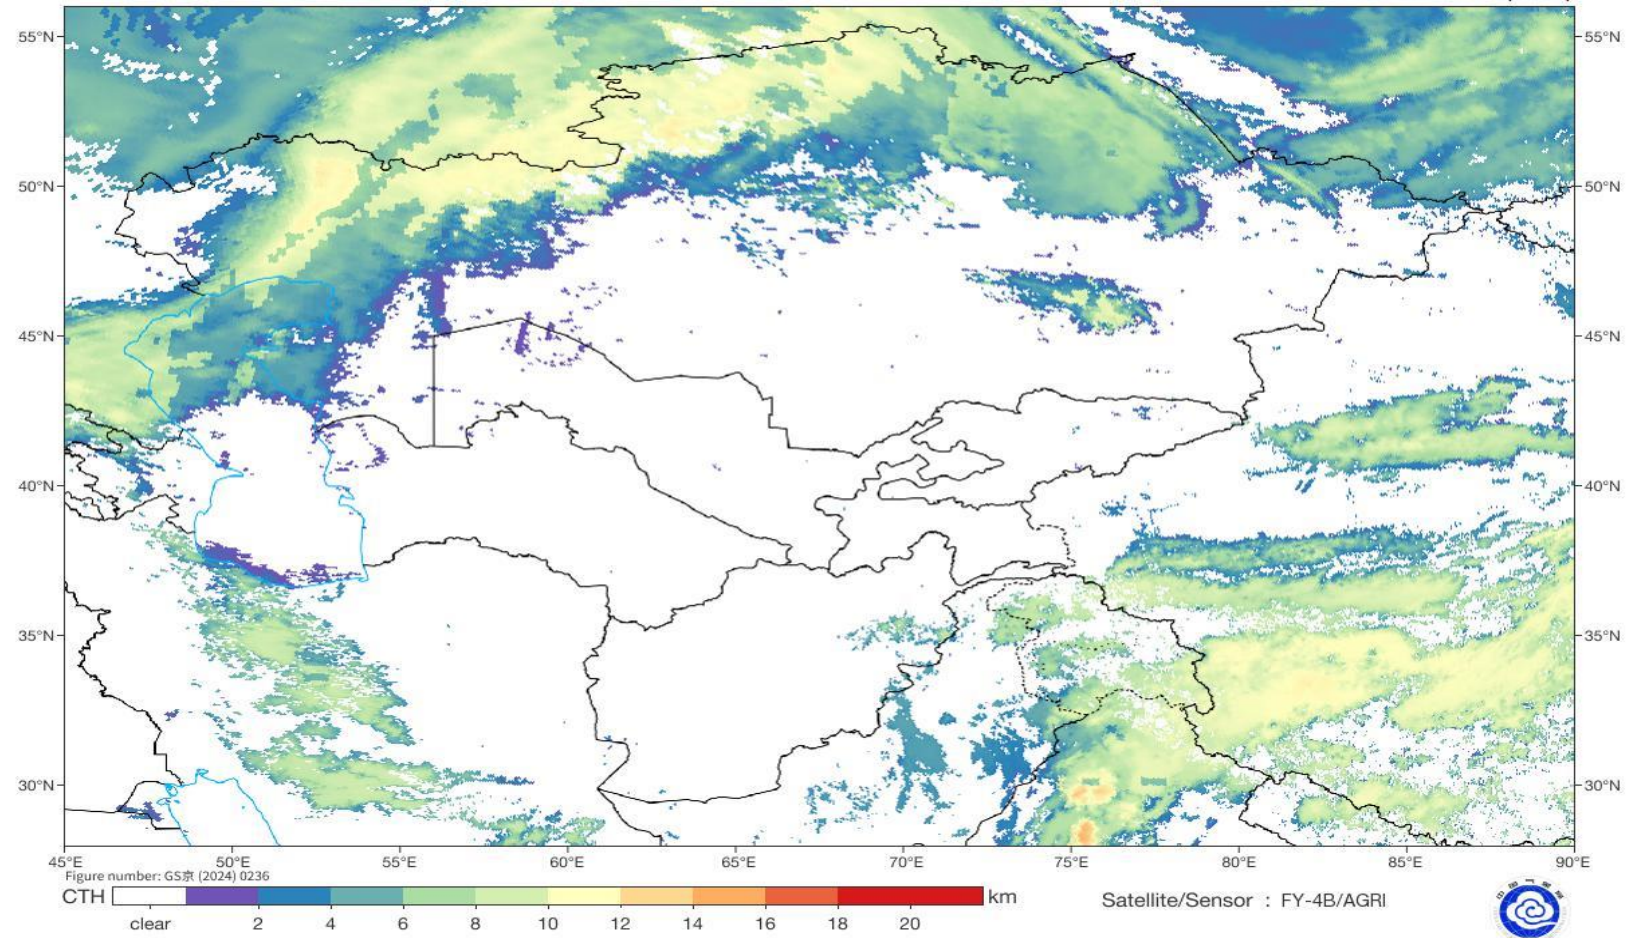 55°N 55°N
50°N 50°N
45°N 45°N
40°N 40°N
35°N 35°N
30°N 30°N
45°E 50°E 55°E 60°E 65°E 70°E 75°E 80°E 85°E 90°E
Figure number: GS京 (2024) 0236
CTH km Satellite/Sensor : FY-4B/AGRI
clear 2 4 6 8 10 12 14 16 18 20